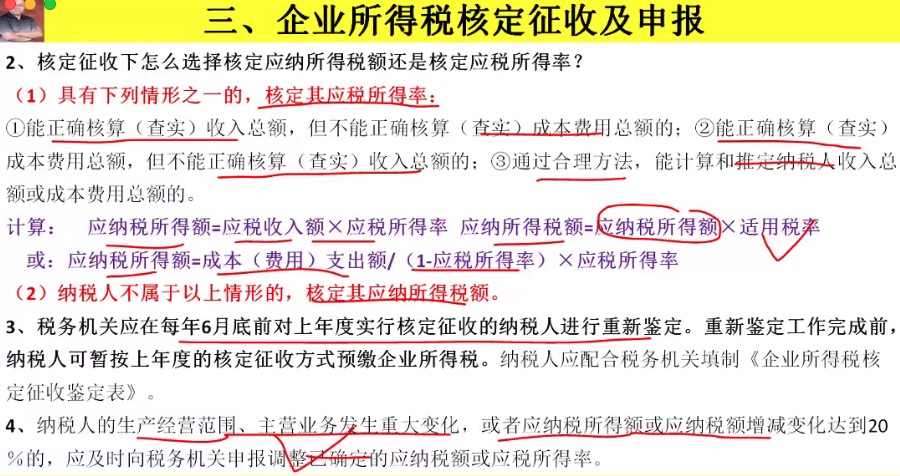 三、企业所得税核定征收及申报
2、核定征收下怎么选择核定应纳所得税额还是核定应税所得率？
（1）具有下列情形之一的，核定其应税所得率：
①能正确核算（查实）收入总额，但不能正确核算（查实）成本费用总额的；②能正确核算（查实）
成本费用总额，但不能正确核算（查实）收入总额的；③通过合理方法，能计算和推定纳税人收入总
额或成本费用总额的。
计算： 应纳税所得额=应税收入额×应税所得率 应纳所得税额=应纳税所得额×适用税率
或：应纳税所得额=成本（费用）支出额/（1-应税所得率）×应税所得率
（2）纳税人不属于以上情形的，核定其应纳所得税额。
3、税务机关应在每年6月底前对上年度实行核定征收的纳税人进行重新鉴定。重新鉴定工作完成前，
纳税人可暂按上年度的核定征收方式预缴企业所得税。纳税人应配合税务机关填制《企业所得税核
定征收鉴定表》。
4、纳税人的生产经营范围、主营业务发生重大变化，或者应纳税所得额或应纳税额增减变化达到20
％的，应及时向税务机关申报调整已确定的应纳税额或应税所得率。